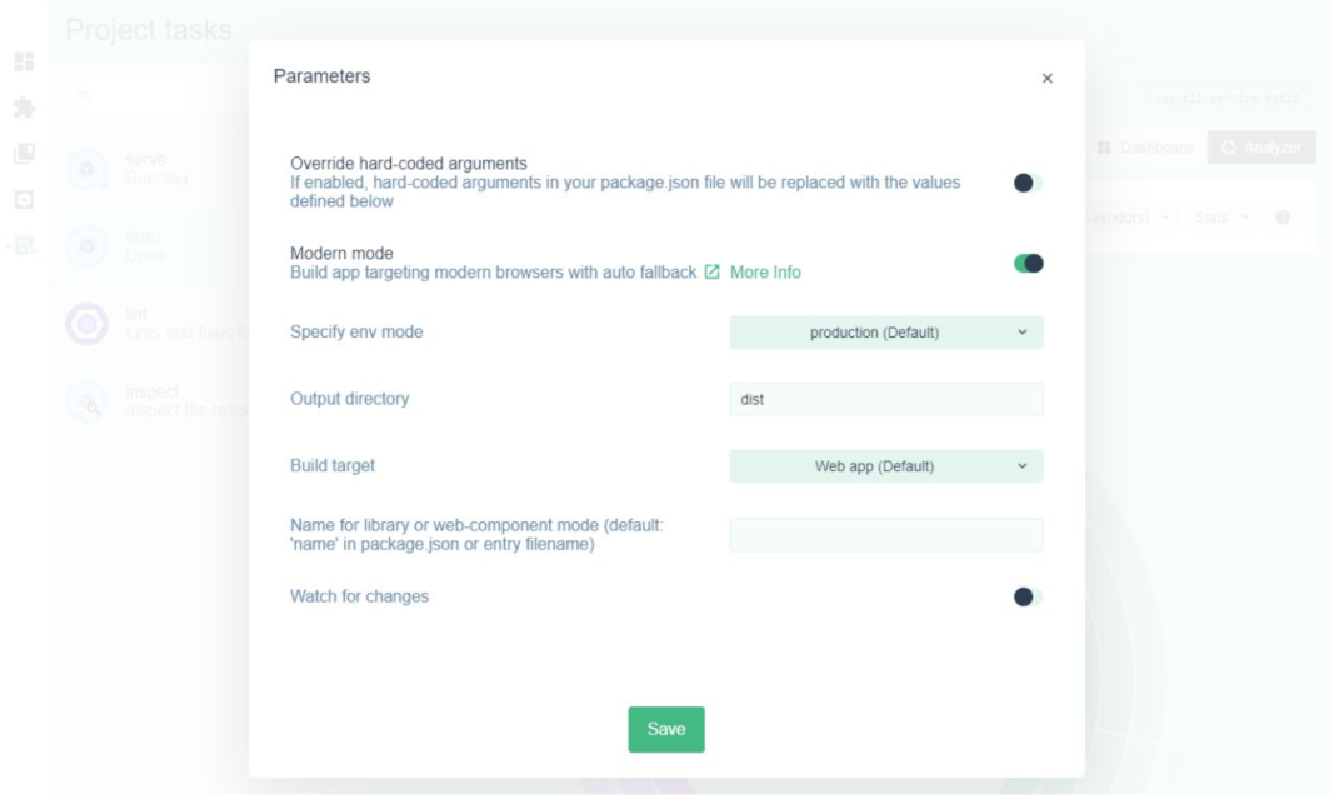 Project tasks
Parameters
×
vue-cli-service build
serve
Running
Dashboard
Analyzer
Override hard-coded arguments
If enabled, hard-coded arguments in your package.json file will be replaced with the values
defined below
build
Done
-vendors)
Stats
Modern mode
Build app targeting modern browsers with auto fallback More Info
lint
Lints and fixes
Specify env mode
production (Default)
inspect
Inspect the
Output directory
dist
Build target
Web app (Default)
Name for library or web-component mode (default:
'name' in package.json or entry filename)
Watch for changes
Save